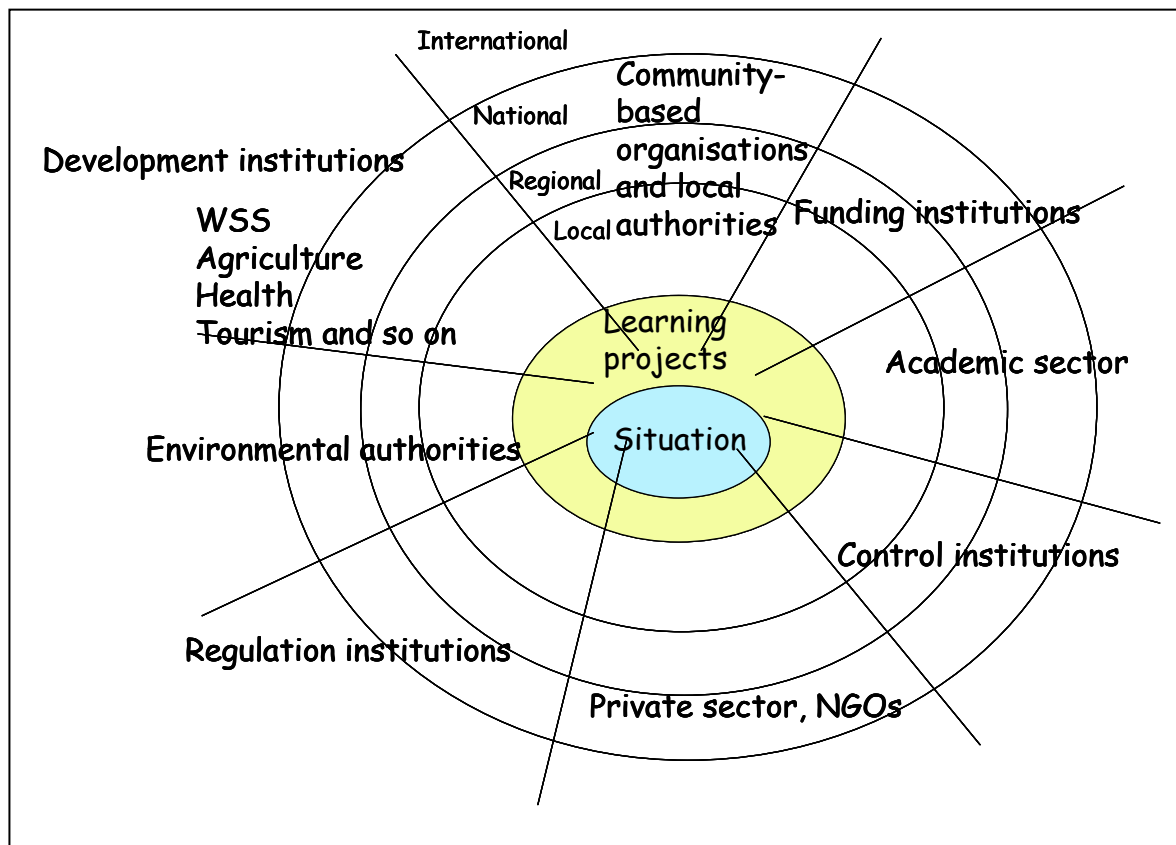 International
National
Regional
Local
Community-
based
organisations
and local
authorities
Development institutions
WSS
Agriculture
Health
Tourism and so on
Funding institutions
Learning
projects
Academic sector
Situation
Environmental authorities
Control institutions
Regulation institutions
Private sector, NGOs